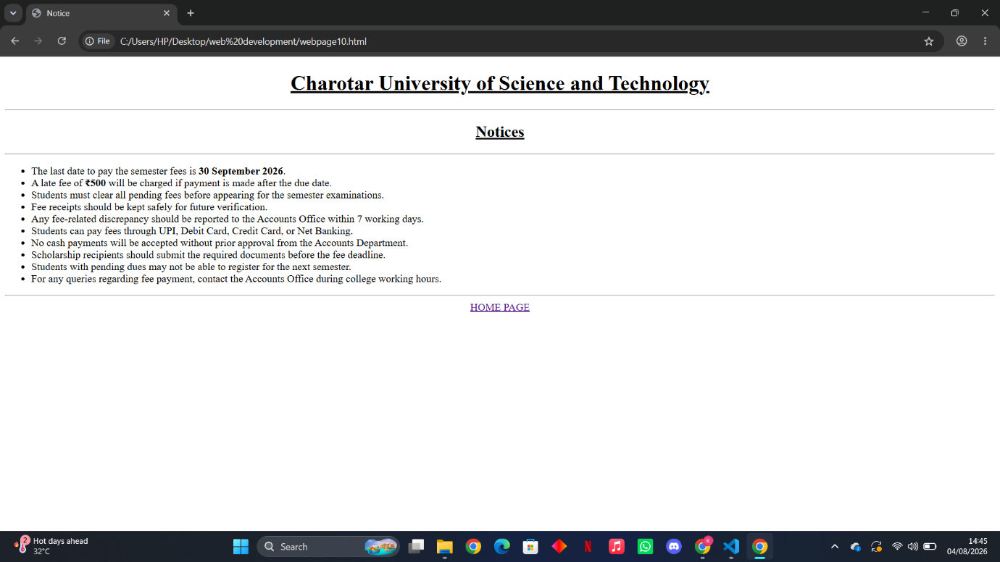 Notice
File
C:/Users/HP/Desktop/web%20development/webpage10.html
Charotar University of Science and Technology
Notices
The last date to pay the semester fees is 30 September 2026.
A late fee of ₹500 will be charged if payment is made after the due date.
Students must clear all pending fees before appearing for the semester examinations.
Fee receipts should be kept safely for future verification.
Any fee-related discrepancy should be reported to the Accounts Office within 7 working days.
Students can pay fees through UPI, Debit Card, Credit Card, or Net Banking.
No cash payments will be accepted without prior approval from the Accounts Department.
Scholarship recipients should submit the required documents before the fee deadline.
Students with pending dues may not be able to register for the next semester.
For any queries regarding fee payment, contact the Accounts Office during college working hours.
HOME PAGE
2
Hot days ahead
32°C
Search
N
K
14:45
04/08/2026